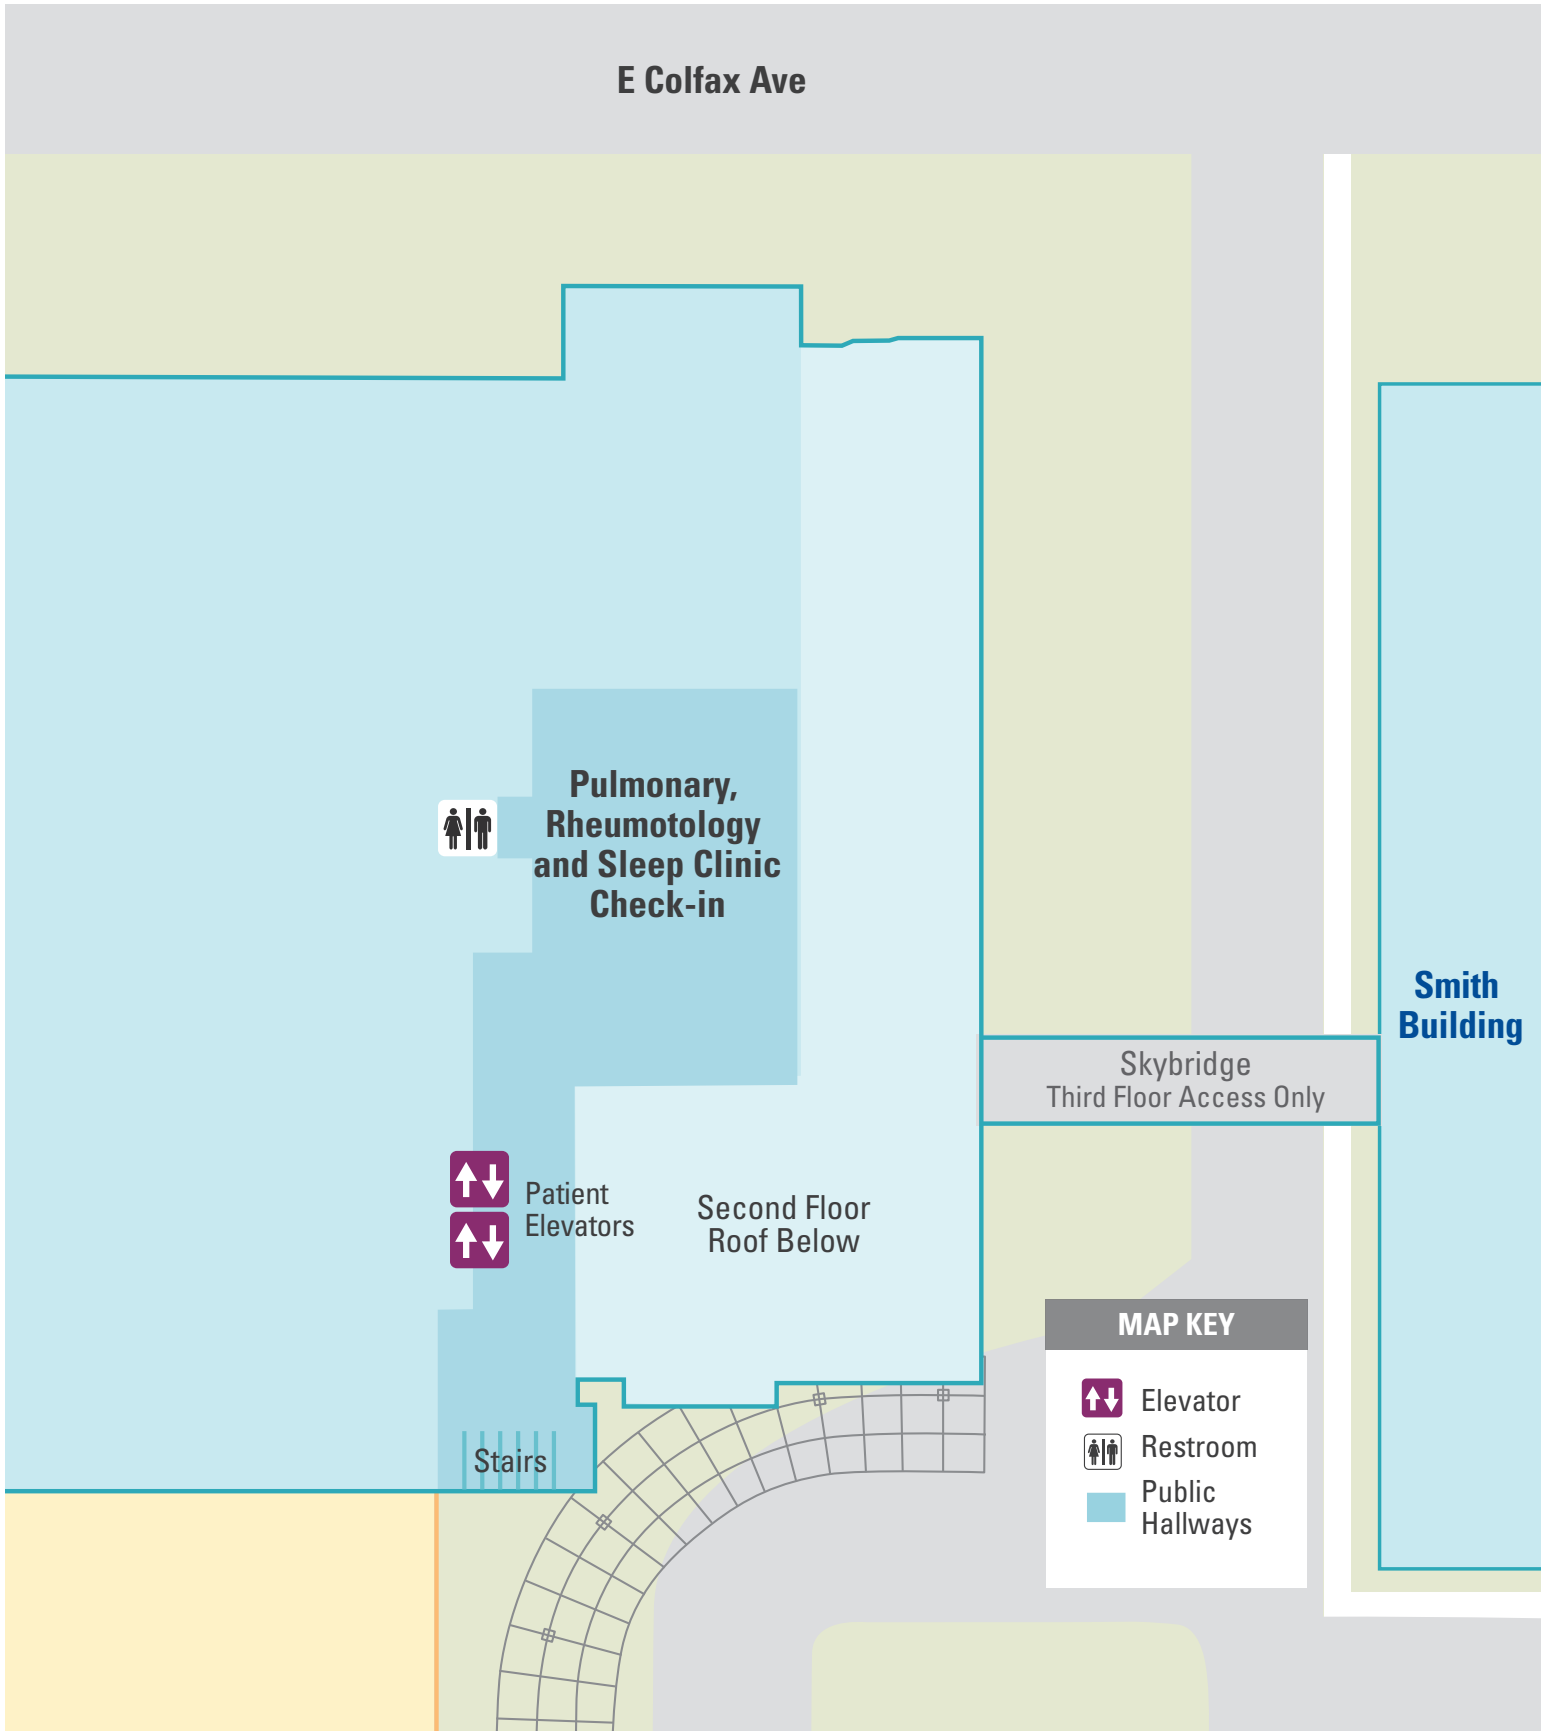 E Colfax Ave
Pulmonary,
Rheumotology
and Sleep Clinic
Check-in
Smith
Building
Skybridge
Third Floor Access Only
Patient
Elevators
Second Floor
Roof Below
Stairs
MAP KEY
Elevator
Restroom
Public
Hallways